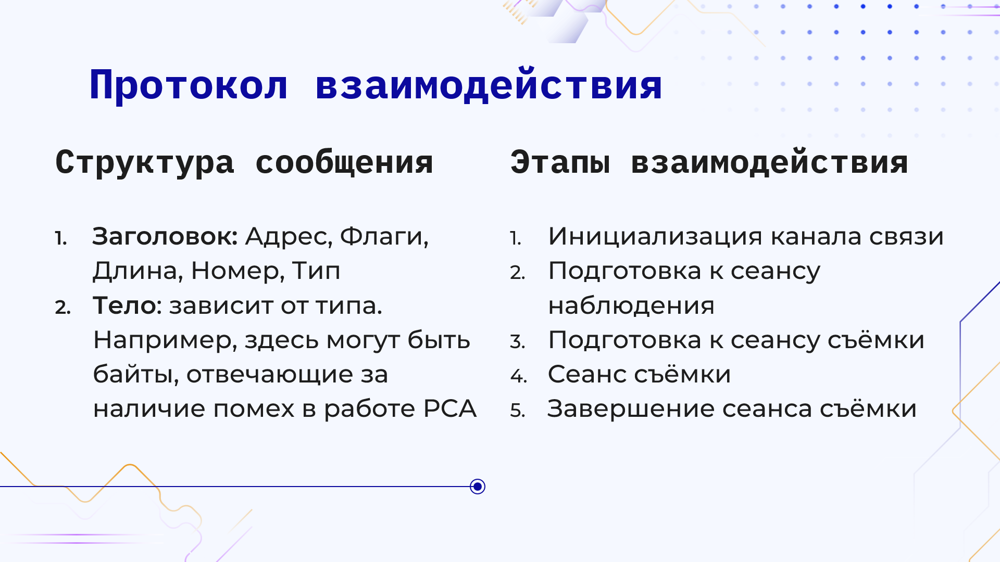 Протокол взаимодействия
Структура сообщения
1. Заголовок: Адрес, Флаги,
Длина, Номер, Тип
2. Тело: зависит от типа.
Например, здесь могут быть
байты, отвечающие за
наличие помех в работе РСА
Этапы взаимодействия
1. Инициализация канала связи
2. Подготовка к сеансу
наблюдения
3. Подготовка к сеансу съёмки
4. Сеанс съёмки
5. Завершение сеанса съёмки